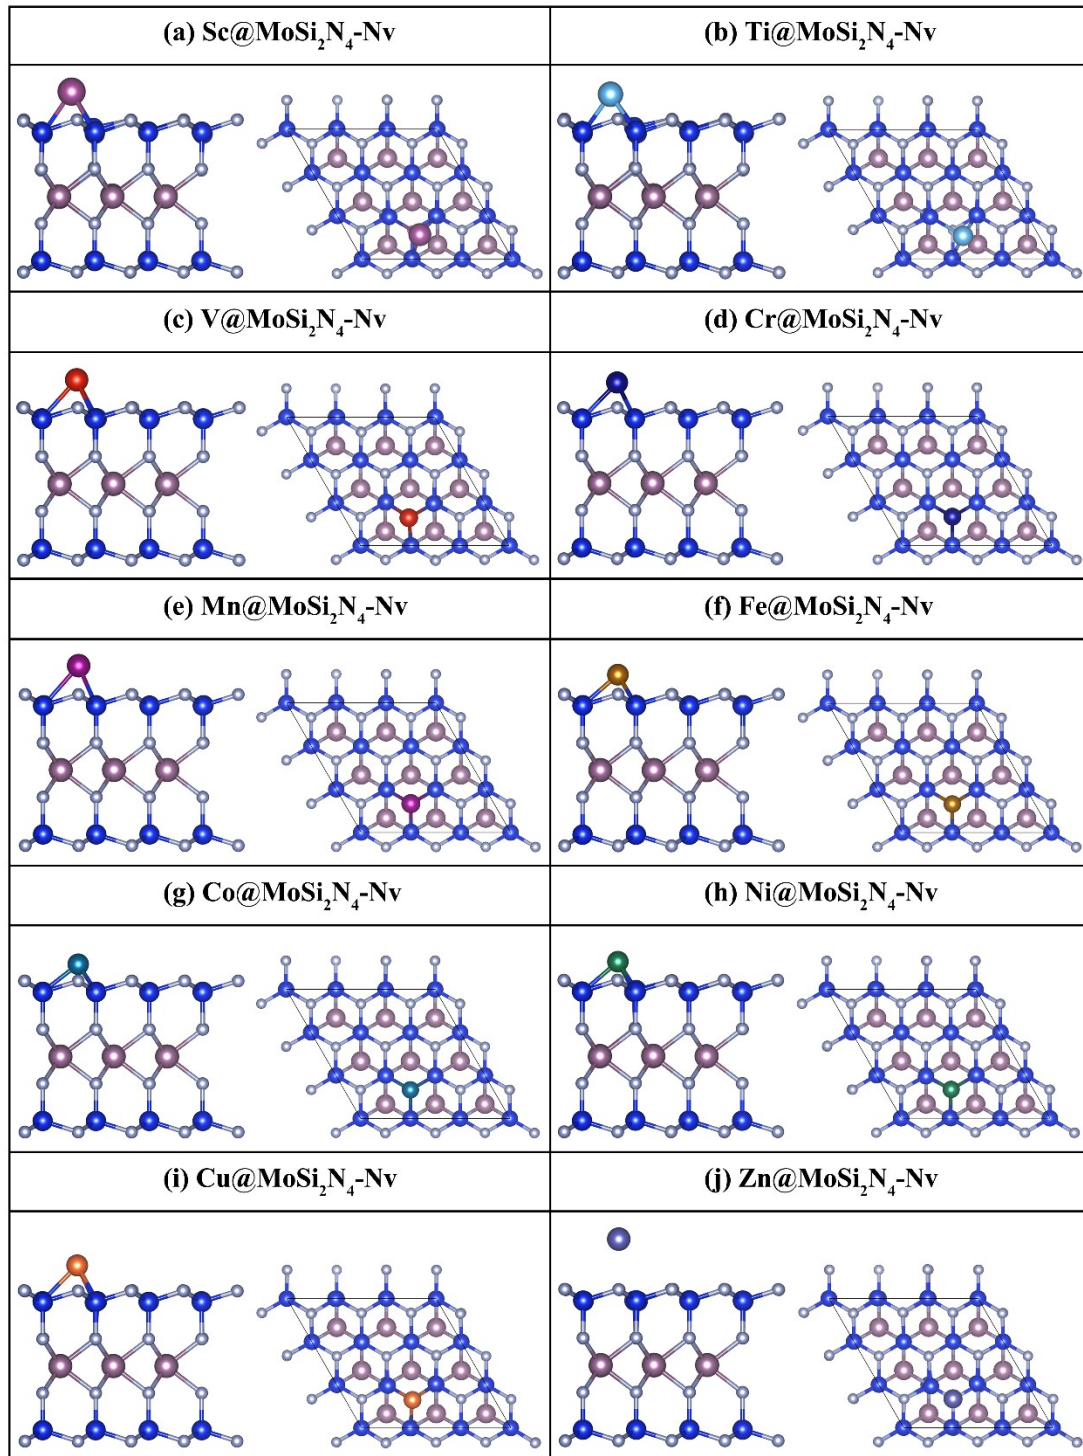 (a) Sc@MoSi₂N₄-Nv
(b) Ti@MoSi₂N₄-Nv
(c) V@MoSi₂N₄-Nv
(d) Cr@MoSi₂N₄-Nv
(e) Mn@MoSi₂N₄-Nv
(f) Fe@MoSi₂N₄-Nv
(g) Co@MoSi₂N₄-Nv
(h) Ni@MoSi₂N₄-Nv
(i) Cu@MoSi₂N₄-Nv
(j) Zn@MoSi₂N₄-Nv